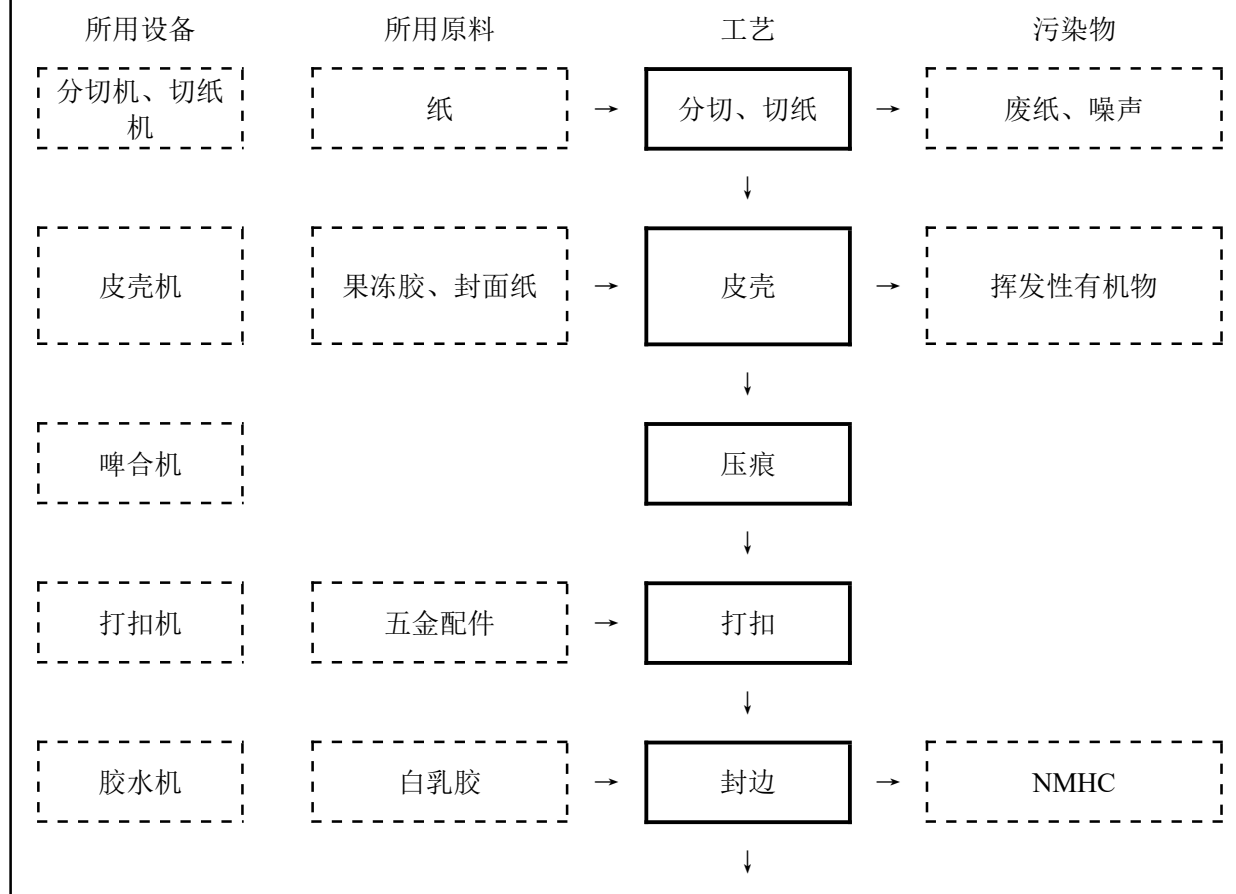 所用设备 所用原料 工艺 污染物
分切机、切纸
机
纸 → 分切、切纸 → 废纸、噪声
↓
皮壳机 果冻胶、封面纸 → 皮壳 → 挥发性有机物
↓
啤合机 压痕
↓
打扣机 五金配件 → 打扣
↓
胶水机 白乳胶 → 封边 → NMHC
↓